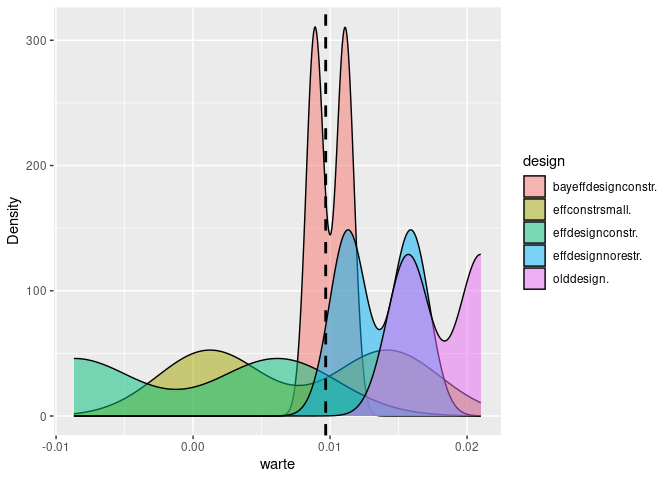 300
200
100
0
Density
-0.01
0.00
0.01
0.02
warte
design
bayeffdesignconstr.
effconstrsmall.
effdesignconstr.
effdesignnorestr.
olddesign.